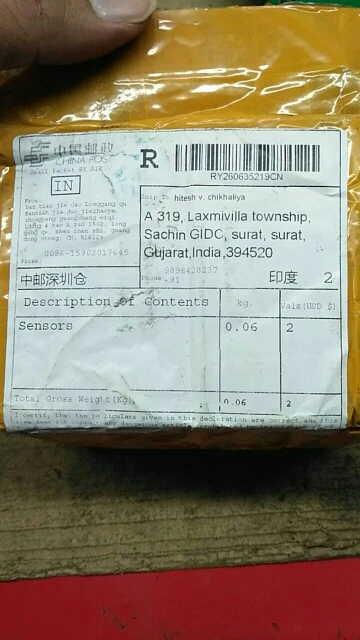 中国邮政
CHINA POST
Small Packet BY AIR
IN
R
RY260635219CN
From:
Ship To: hitesh v. chikhaliya
A 319, Laxmivilla township,
Sachin GIDC, surat, surat,
Gujarat,India,394520
Phone: 0086-15902017645
Phone: 9898428237
+91
中邮深圳仓
印度 2
Description of Contents kg. Vals(USD $)
Sensors 0.06 2
Total Gross Weight(Kg) 0.06 2
I certify, that the particulars given in this declaration are correct and this